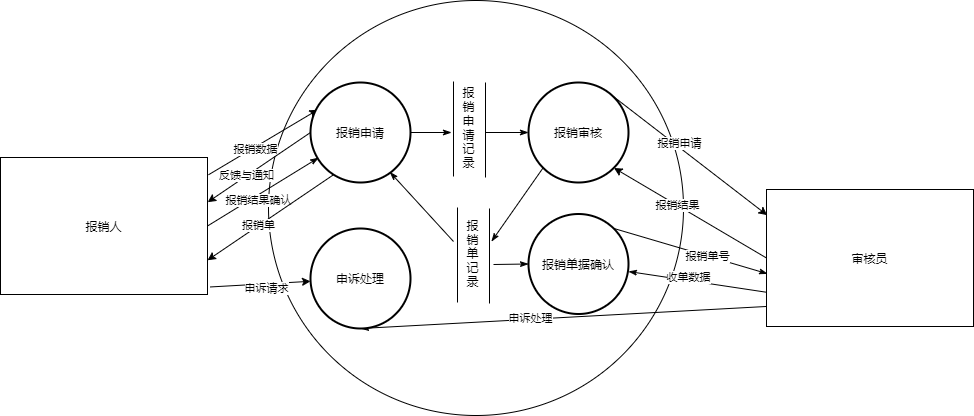 报销人
报销数据
反馈与通知
报销结果确认
报销单
申诉请求
报销申请
申诉处理
报销申请记录
报销单记录
报销审核
报销单据确认
报销申请
报销结果
报销单号
收单数据
申诉处理
审核员